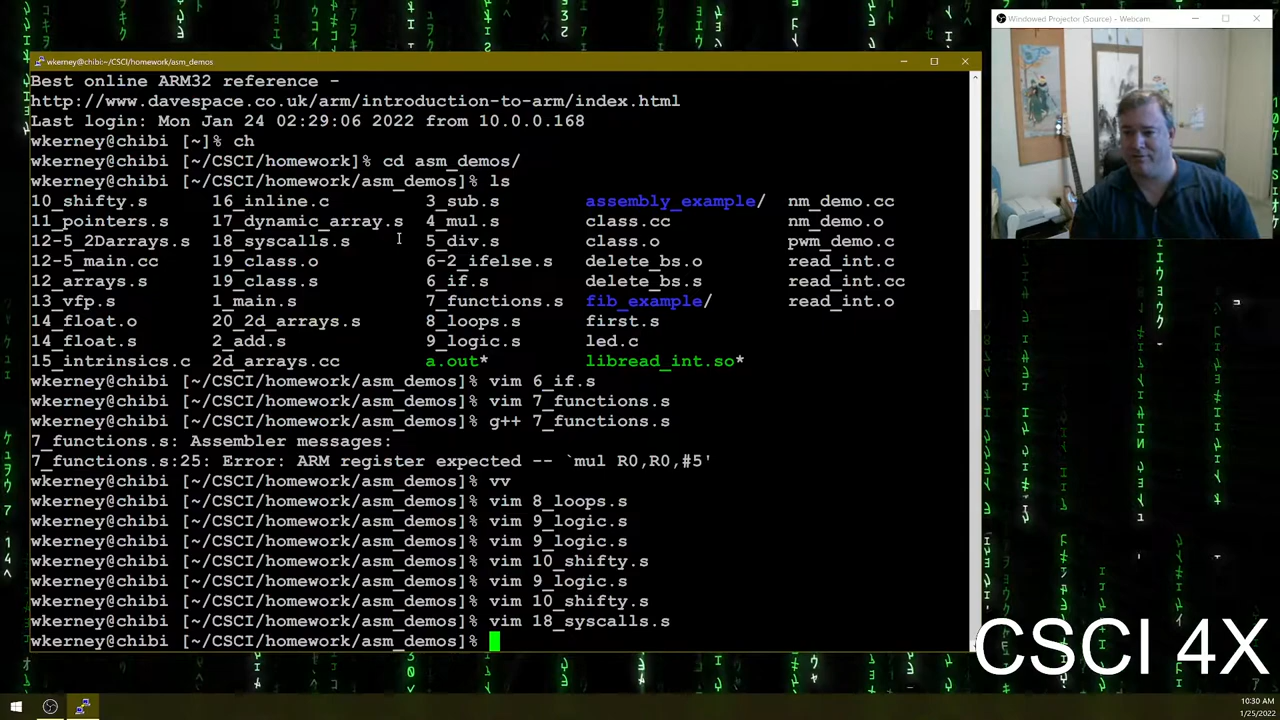 Windowed Projector (Source) - Webcam
wkerney@chibi:~/CSCI/homework/asm_demos
Best online ARM32 reference -
http://www.davespace.co.uk/arm/introduction-to-arm/index.html
Last login: Mon Jan 24 02:29:06 2022 from 10.0.0.168
wkerney@chibi [~]% ch
wkerney@chibi [~/CSCI/homework]% cd asm_demos/
wkerney@chibi [~/CSCI/homework/asm_demos]% ls
10_shifty.s 16_inline.c 3_sub.s assembly_example/ nm_demo.cc
11_pointers.s 17_dynamic_array.s 4_mul.s class.cc nm_demo.o
12-5_2Darrays.s 18_syscalls.s 5_div.s class.o pwm_demo.c
12-5_main.cc 19_class.o 6-2_ifelse.s delete_bs.o read_int.c
12_arrays.s 19_class.s 6_if.s delete_bs.s read_int.cc
13_vfp.s 1_main.s 7_functions.s fib_example/ read_int.o
14_float.o 20_2d_arrays.s 8_loops.s first.s
14_float.s 2_add.s 9_logic.s led.c
15_intrinsics.c 2d_arrays.cc a.out* libread_int.so*
wkerney@chibi [~/CSCI/homework/asm_demos]% vim 6_if.s
wkerney@chibi [~/CSCI/homework/asm_demos]% vim 7_functions.s
wkerney@chibi [~/CSCI/homework/asm_demos]% g++ 7_functions.s
7_functions.s: Assembler messages:
7_functions.s:25: Error: ARM register expected -- `mul R0,R0,#5'
wkerney@chibi [~/CSCI/homework/asm_demos]% vv
wkerney@chibi [~/CSCI/homework/asm_demos]% vim 8_loops.s
wkerney@chibi [~/CSCI/homework/asm_demos]% vim 9_logic.s
wkerney@chibi [~/CSCI/homework/asm_demos]% vim 9_logic.s
wkerney@chibi [~/CSCI/homework/asm_demos]% vim 10_shifty.s
wkerney@chibi [~/CSCI/homework/asm_demos]% vim 9_logic.s
wkerney@chibi [~/CSCI/homework/asm_demos]% vim 10_shifty.s
wkerney@chibi [~/CSCI/homework/asm_demos]% vim 18_syscalls.s
wkerney@chibi [~/CSCI/homework/asm_demos]%
CSCI 4X
10:30 AM
1/25/2022